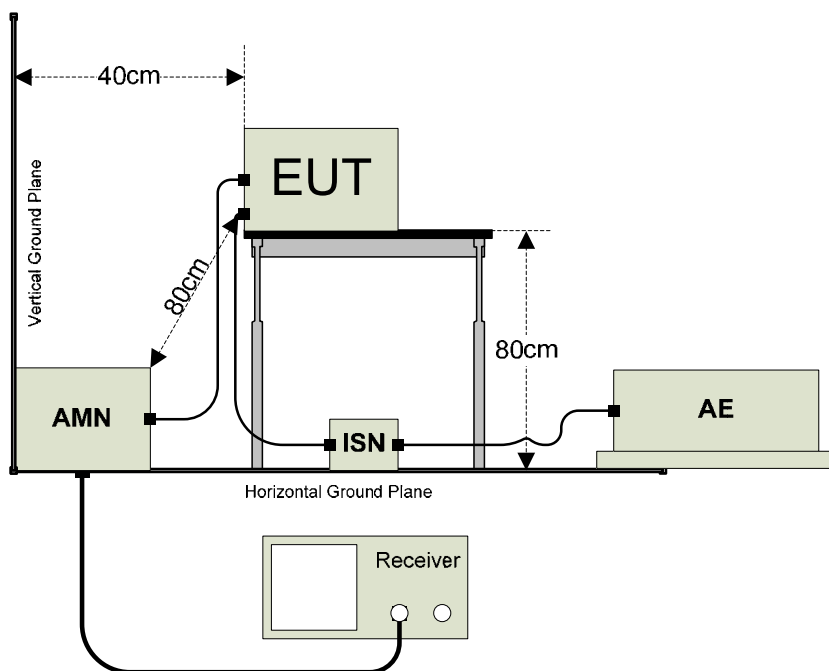 40cm
EUT
Vertical Ground Plane
80cm
80cm
AMN
ISN
AE
Horizontal Ground Plane
Receiver